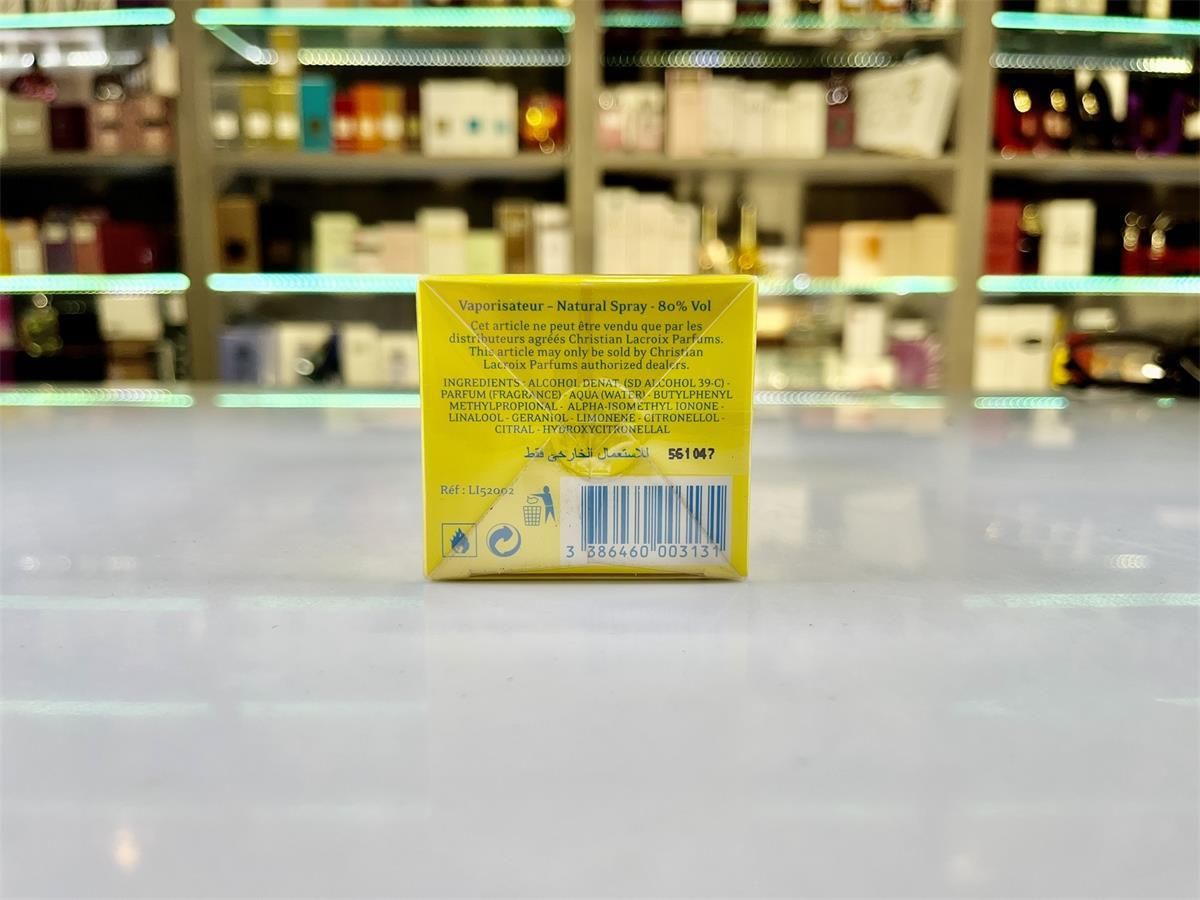 Vaporisateur - Natural Spray - 80% Vol
Cet article ne peut être vendu que par les
distributeurs agréés Christian Lacroix Parfums.
This article may only be sold by Christian
Lacroix Parfums authorized dealers.
INGREDIENTS : ALCOHOL DENAT. (SD ALCOHOL 39-C) -
PARFUM (FRAGRANCE) AQUA (WATER) - BUTYLPHENYL
METHYLPROPIONAL - ALPHA-ISOMETHYL IONONE -
LINALOOL - GERANIOL - LIMONENE - CITRONELLOL -
CITRAL - HYDROXYCITRONELLAL
للاستعمال الخارجي فقط 561047
Réf : LI52002
3 386460 003131